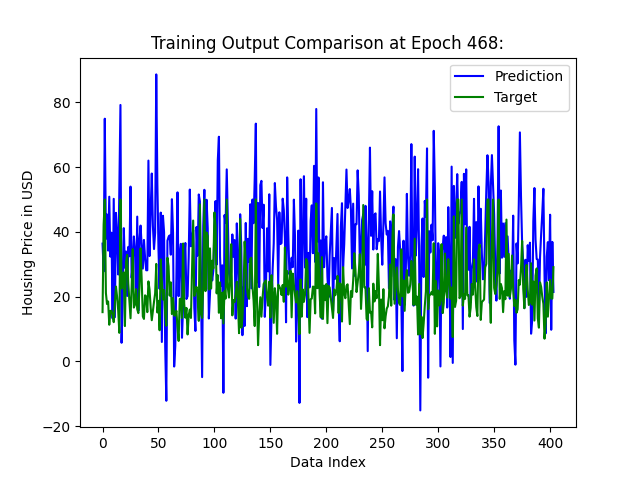 Training Output Comparison at Epoch 468:
Prediction
Target
Housing Price in USD
80
60
40
20
0
−20
0 50 100 150 200 250 300 350 400
Data Index